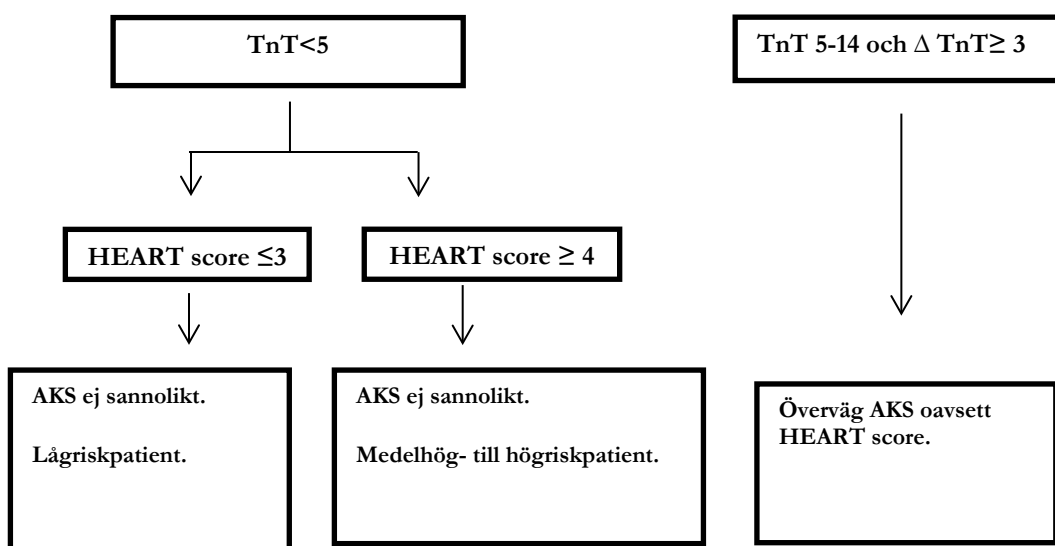 TnT<5
TnT 5-14 och ∆ TnT≥ 3
HEART score ≤3
HEART score ≥ 4
AKS ej sannolikt.
Lågriskpatient.
AKS ej sannolikt.
Medelhög- till högriskpatient.
Överväg AKS oavsett
HEART score.